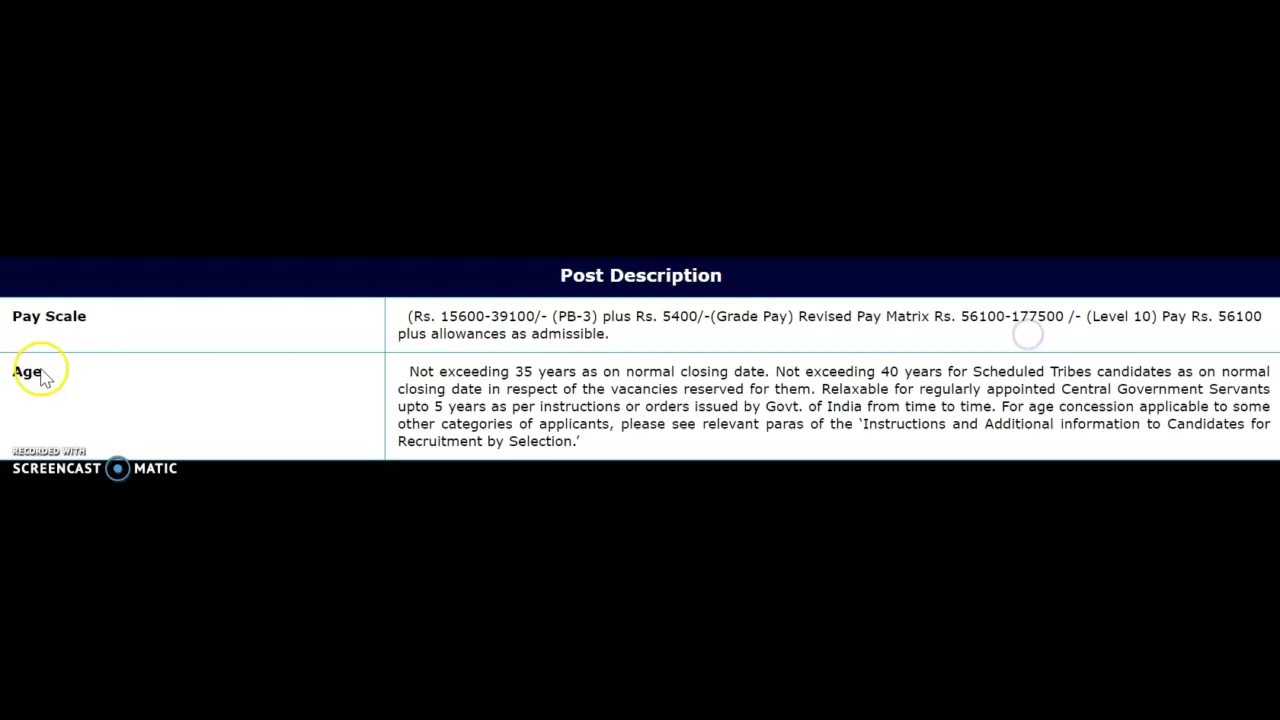 Post Description
Pay Scale
(Rs. 15600-39100/- (PB-3) plus Rs. 5400/-(Grade Pay) Revised Pay Matrix Rs. 56100-177500 /- (Level 10) Pay Rs. 56100
plus allowances as admissible.
Age
Not exceeding 35 years as on normal closing date. Not exceeding 40 years for Scheduled Tribes candidates as on normal
closing date in respect of the vacancies reserved for them. Relaxable for regularly appointed Central Government Servants
upto 5 years as per instructions or orders issued by Govt. of India from time to time. For age concession applicable to some
other categories of applicants, please see relevant paras of the ‘Instructions and Additional information to Candidates for
Recruitment by Selection.’
RECORDED WITH
SCREENCAST MATIC